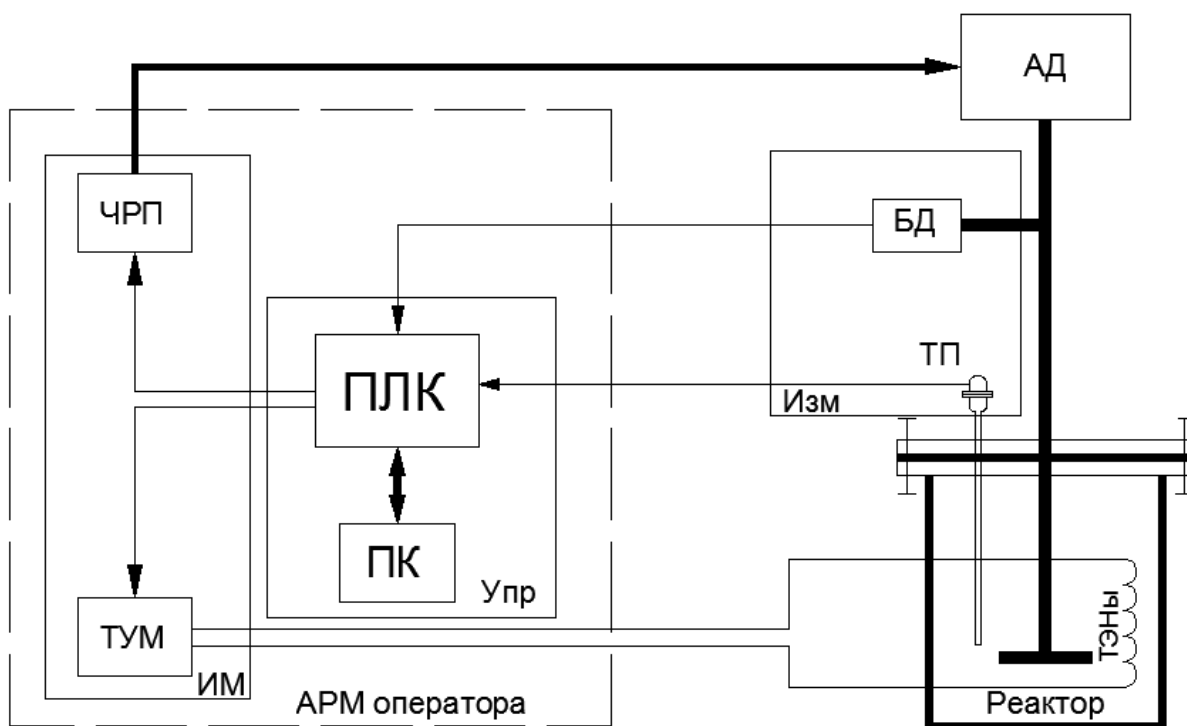 АД
ЧРП
БД
ТП
ПЛК
Изм
ПК
Упр
ТЭНы
ТУМ
ИМ
АРМ оператора
Реактор